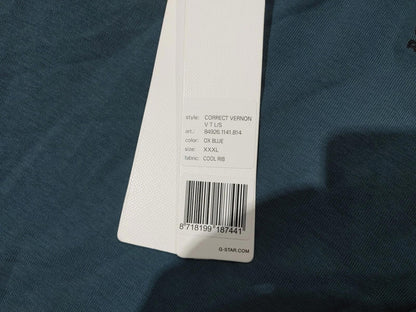 style: CORRECT VERNON
V T L/S
art.: 84926.1141.814
color: OX BLUE
size: XXXL
fabric: COOL RIB
8 718199 187441
G-STAR.COM